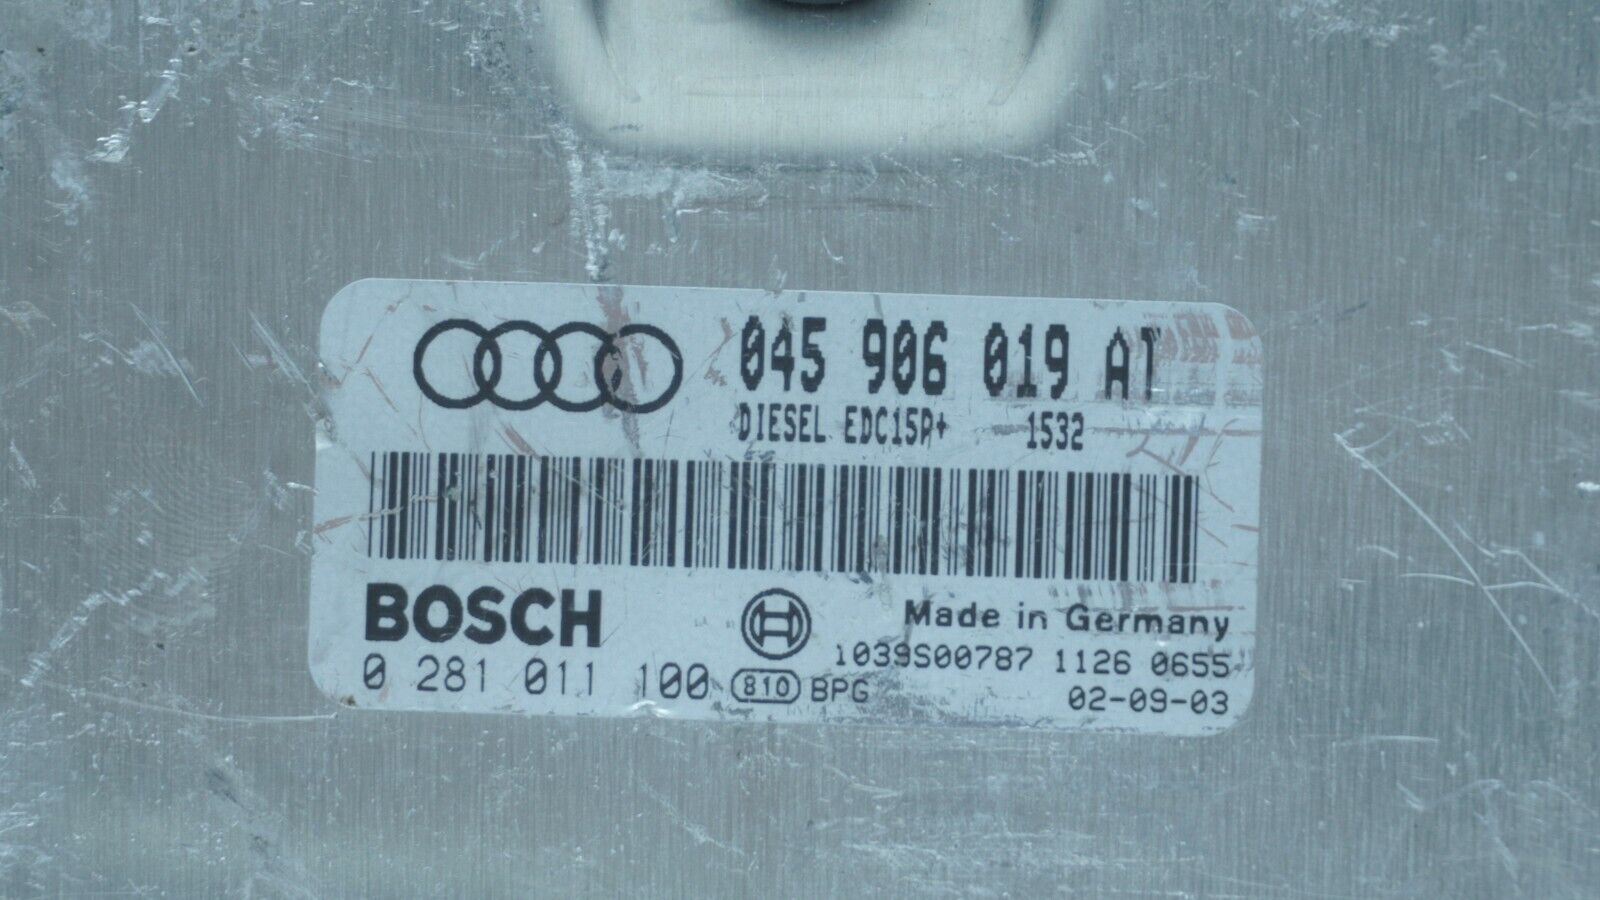 045 906 019 AT
DIESEL EDC15P+ 1532
BOSCH
Made in Germany
1039S00787 1126 0655
0 281 011 100 810 BPG
02-09-03